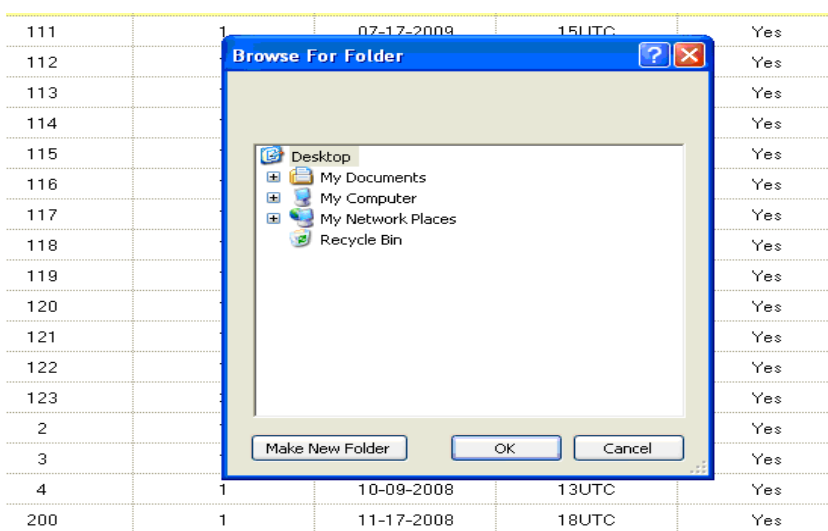 111 1 07-17-2009 15UTC Yes
112 Browse For Folder Yes
113 Yes
114 Yes
115 Desktop Yes
116 My Documents Yes
My Computer
117 My Network Places Yes
118 Recycle Bin Yes
119 Yes
120 Yes
121 Yes
122 Yes
123 Yes
2 Yes
3 Make New Folder OK Cancel Yes
4 1 10-09-2008 13UTC Yes
200 1 11-17-2008 18UTC Yes